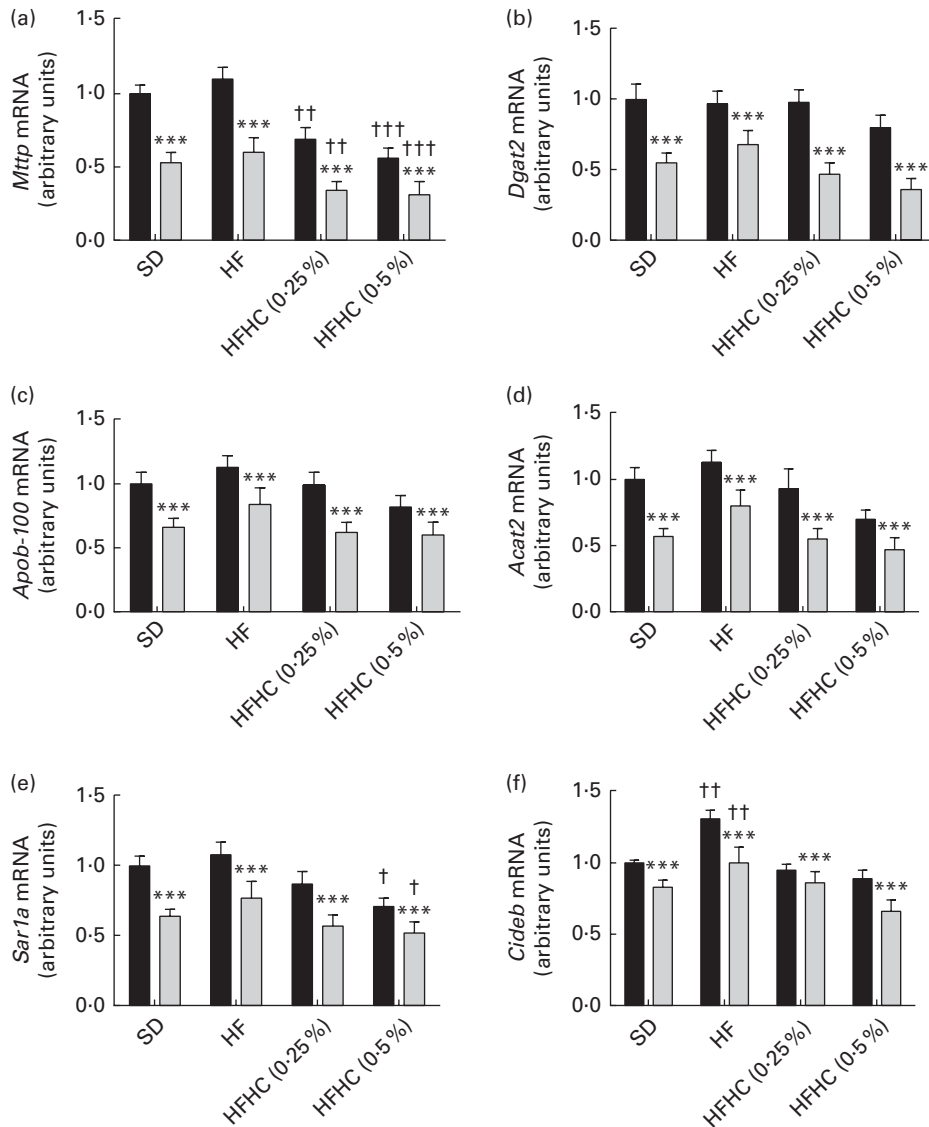 (a)
Mttp mRNA
(arbitrary units)
1·5
1·0
0·5
0·0
***
***
††
††
***
†††
†††
***
SD
HF
HFHC (0·25 %)
HFHC (0·5 %)
(b)
Dgat2 mRNA
(arbitrary units)
1·5
1·0
0·5
0·0
***
***
***
***
SD
HF
HFHC (0·25 %)
HFHC (0·5 %)
(c)
Apob-100 mRNA
(arbitrary units)
1·5
1·0
0·5
0·0
***
***
***
***
SD
HF
HFHC (0·25 %)
HFHC (0·5 %)
(d)
Acat2 mRNA
(arbitrary units)
1·5
1·0
0·5
0·0
***
***
***
***
SD
HF
HFHC (0·25 %)
HFHC (0·5 %)
(e)
Sar1a mRNA
(arbitrary units)
1·5
1·0
0·5
0·0
***
***
***
†
†
***
SD
HF
HFHC (0·25 %)
HFHC (0·5 %)
(f)
Cideb mRNA
(arbitrary units)
1·5
1·0
0·5
0·0
***
††
††
***
***
***
SD
HF
HFHC (0·25 %)
HFHC (0·5 %)